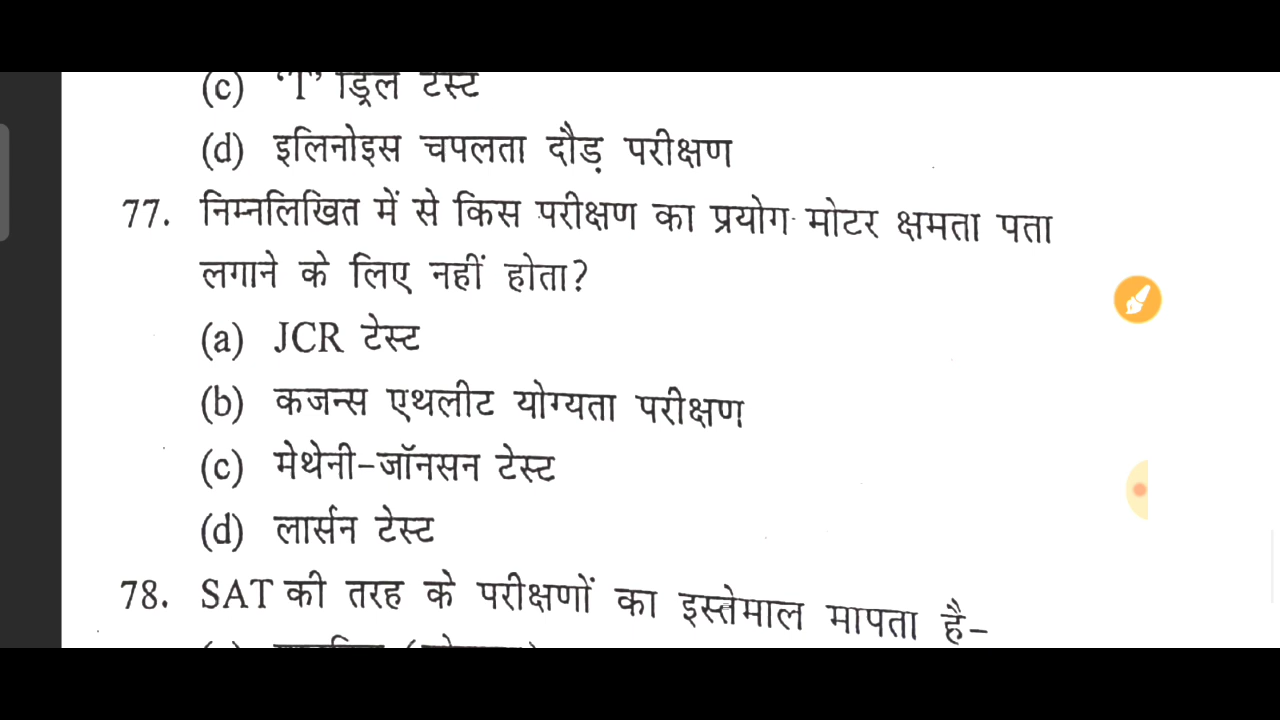 (c) 'T' ड्रिल टेस्ट
(d) इलिनोइस चपलता दौड़ परीक्षण
77. निम्नलिखित में से किस परीक्षण का प्रयोग मोटर क्षमता पता
लगाने के लिए नहीं होता?
(a) JCR टेस्ट
(b) कजन्स एथलीट योग्यता परीक्षण
(c) मेथेनी-जॉनसन टेस्ट
(d) लार्सन टेस्ट
78. SAT की तरह के परीक्षणों का इस्तेमाल मापता है-